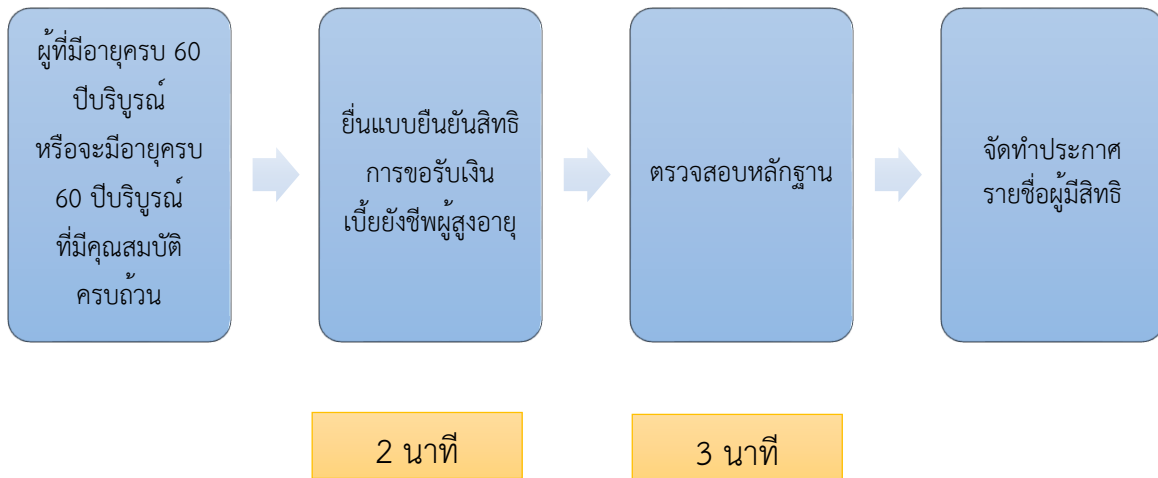 ผู้ที่มีอายุครบ 60
ปีบริบูรณ์
หรือจะมีอายุครบ
60 ปีบริบูรณ์
ที่มีคุณสมบัติ
ครบถ้วน
ยื่นแบบยืนยันสิทธิ
การขอรับเงิน
เบี้ยยังชีพผู้สูงอายุ
ตรวจสอบหลักฐาน
จัดทำประกาศ
รายชื่อผู้มีสิทธิ
2 นาที
3 นาที